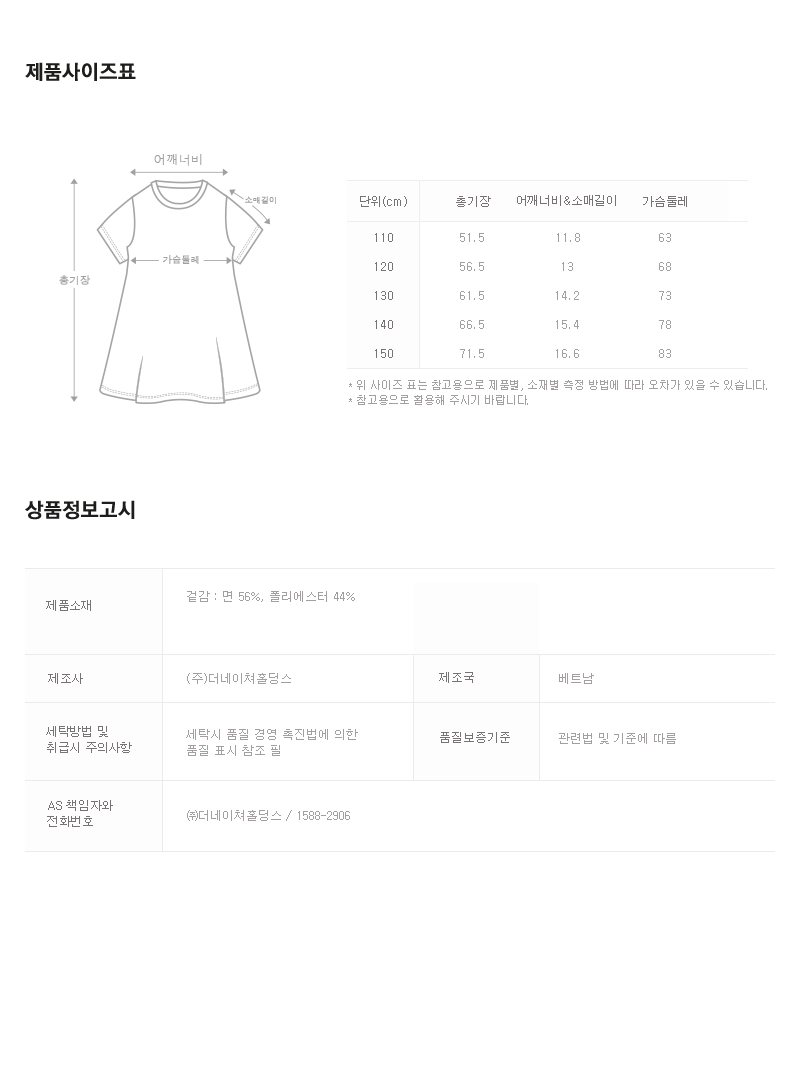 제품사이즈표
어깨너비
소매길이
가슴둘레
총기장
단위(cm) 총기장 어깨너비&소매길이 가슴둘레
110 51.5 11.8 63
120 56.5 13 68
130 61.5 14.2 73
140 66.5 15.4 78
150 71.5 16.6 83
* 위 사이즈 표는 참고용으로 제품별, 소재별 측정 방법에 따라 오차가 있을 수 있습니다.
* 참고용으로 활용해 주시기 바랍니다.
상품정보고시
제품소재 겉감 : 면 56%, 폴리에스터 44%
제조사 (주)더네이쳐홀딩스 제조국 베트남
세탁방법 및
취급시 주의사항
세탁시 품질 경영 촉진법에 의한
품질 표시 참조 필
품질보증기준 관련법 및 기준에 따름
AS 책임자와
전화번호
㈜더네이쳐홀딩스 / 1588-2906